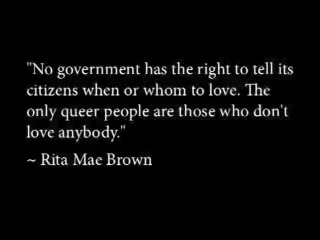 "No government has the right to tell its
citizens when or whom to love. The
only queer people are those who don't
love anybody."
~ Rita Mae Brown